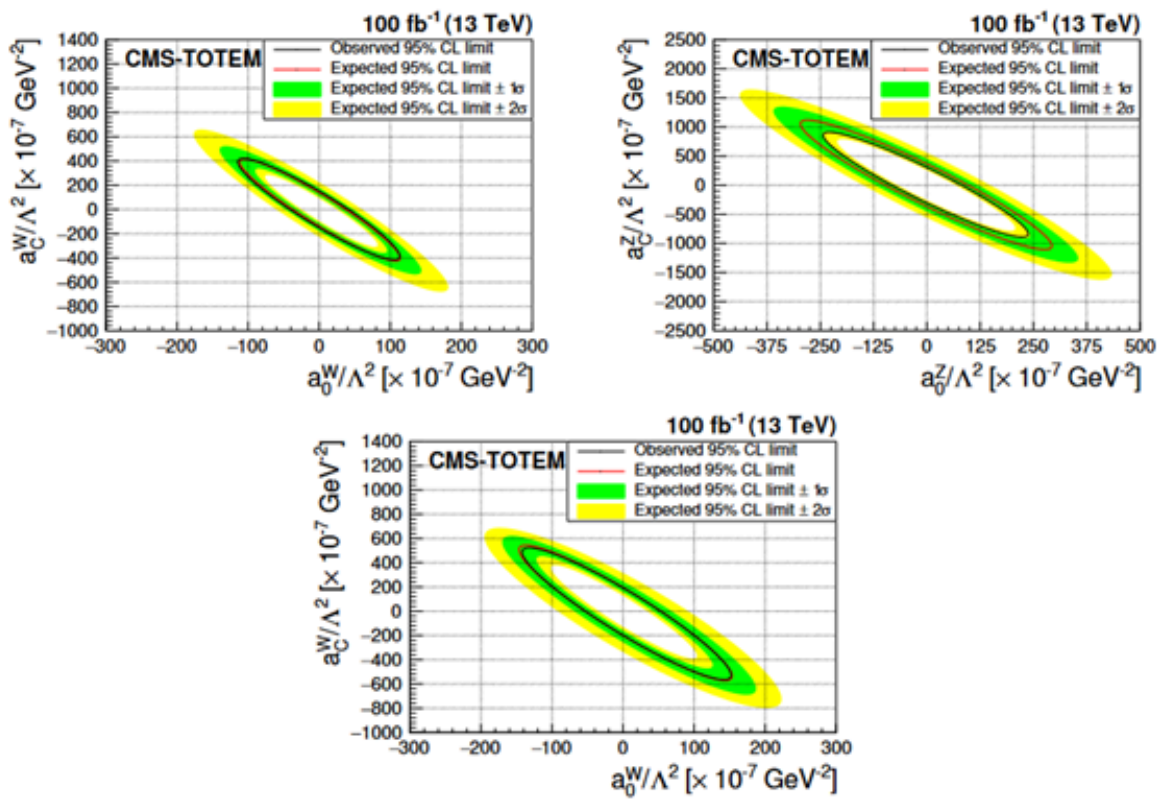 100 fb⁻¹ (13 TeV)
CMS-TOTEM
Observed 95% CL limit
Expected 95% CL limit
Expected 95% CL limit ± 1σ
Expected 95% CL limit ± 2σ
a_C^W/Λ² [× 10⁻⁷ GeV⁻²]
1400
1200
1000
800
600
400
200
0
−200
−400
−600
−800
−1000
−300 −200 −100 0 100 200 300
a_0^W/Λ² [× 10⁻⁷ GeV⁻²]
100 fb⁻¹ (13 TeV)
CMS-TOTEM
Observed 95% CL limit
Expected 95% CL limit
Expected 95% CL limit ± 1σ
Expected 95% CL limit ± 2σ
a_C^Z/Λ² [× 10⁻⁷ GeV⁻²]
2500
2000
1500
1000
500
0
−500
−1000
−1500
−2000
−2500
−500 −375 −250 −125 0 125 250 375 500
a_0^Z/Λ² [× 10⁻⁷ GeV⁻²]
100 fb⁻¹ (13 TeV)
CMS-TOTEM
Observed 95% CL limit
Expected 95% CL limit
Expected 95% CL limit ± 1σ
Expected 95% CL limit ± 2σ
a_C^W/Λ² [× 10⁻⁷ GeV⁻²]
1400
1200
1000
800
600
400
200
0
−200
−400
−600
−800
−1000
−300 −200 −100 0 100 200 300
a_0^W/Λ² [× 10⁻⁷ GeV⁻²]